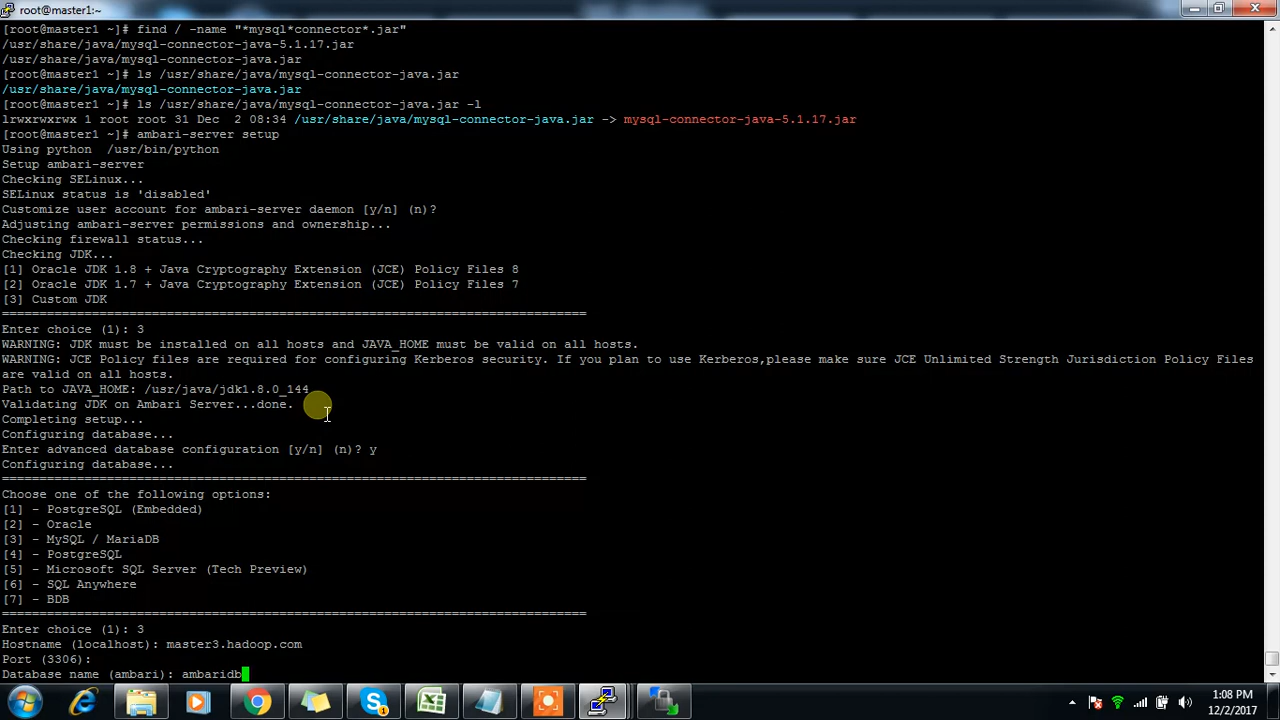 root@master1:~
[root@master1 ~]# find / -name "*mysql*connector*.jar"
/usr/share/java/mysql-connector-java-5.1.17.jar
/usr/share/java/mysql-connector-java.jar
[root@master1 ~]# ls /usr/share/java/mysql-connector-java.jar
/usr/share/java/mysql-connector-java.jar
[root@master1 ~]# ls /usr/share/java/mysql-connector-java.jar -l
lrwxrwxrwx 1 root root 31 Dec  2 08:34 /usr/share/java/mysql-connector-java.jar -> mysql-connector-java-5.1.17.jar
[root@master1 ~]# ambari-server setup
Using python  /usr/bin/python
Setup ambari-server
Checking SELinux...
SELinux status is 'disabled'
Customize user account for ambari-server daemon [y/n] (n)?
Adjusting ambari-server permissions and ownership...
Checking firewall status...
Checking JDK...
[1] Oracle JDK 1.8 + Java Cryptography Extension (JCE) Policy Files 8
[2] Oracle JDK 1.7 + Java Cryptography Extension (JCE) Policy Files 7
[3] Custom JDK
==============================================================================
Enter choice (1): 3
WARNING: JDK must be installed on all hosts and JAVA_HOME must be valid on all hosts.
WARNING: JCE Policy files are required for configuring Kerberos security. If you plan to use Kerberos,please make sure JCE Unlimited Strength Jurisdiction Policy Files
are valid on all hosts.
Path to JAVA_HOME: /usr/java/jdk1.8.0_144
Validating JDK on Ambari Server...done.
Completing setup...
Configuring database...
Enter advanced database configuration [y/n] (n)? y
Configuring database...
==============================================================================
Choose one of the following options:
[1] - PostgreSQL (Embedded)
[2] - Oracle
[3] - MySQL / MariaDB
[4] - PostgreSQL
[5] - Microsoft SQL Server (Tech Preview)
[6] - SQL Anywhere
[7] - BDB
==============================================================================
Enter choice (1): 3
Hostname (localhost): master3.hadoop.com
Port (3306):
Database name (ambari): ambaridb
1:08 PM
12/2/2017